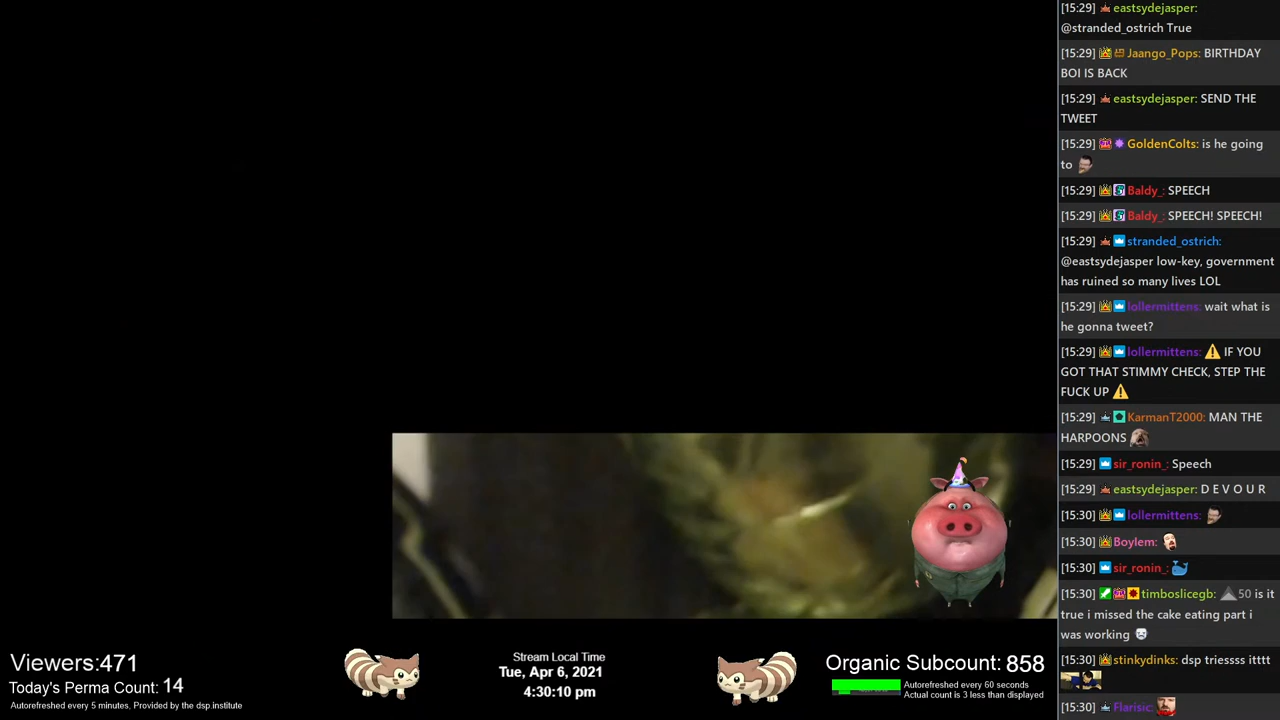 [15:29] eastsydejasper:
@stranded_ostrich True
[15:29] Jaango_Pops: BIRTHDAY
BOI IS BACK
[15:29] eastsydejasper: SEND THE
TWEET
[15:29] GoldenColts: is he going
to
[15:29] Baldy_: SPEECH
[15:29] Baldy_: SPEECH! SPEECH!
[15:29] stranded_ostrich:
@eastsydejasper low-key, government
has ruined so many lives LOL
[15:29] lollermittens: wait what is
he gonna tweet?
[15:29] lollermittens: ⚠ IF YOU
GOT THAT STIMMY CHECK, STEP THE
FUCK UP ⚠
[15:29] KarmanT2000: MAN THE
HARPOONS
[15:29] sir_ronin_: Speech
[15:29] eastsydejasper: D E V O U R
[15:30] lollermittens:
[15:30] Boylem:
[15:30] sir_ronin_: 🐳
[15:30] timboslicegb: 50 is it
true i missed the cake eating part i
was working
[15:30] stinkydinks: dsp triessss itttt
[15:30] Flarisic:
Viewers:471
Today's Perma Count: 14
Autorefreshed every 5 minutes, Provided by the dsp.institute
Stream Local Time
Tue, Apr 6, 2021
4:30:10 pm
Organic Subcount: 858
Autorefreshed every 60 seconds
Actual count is 3 less than displayed